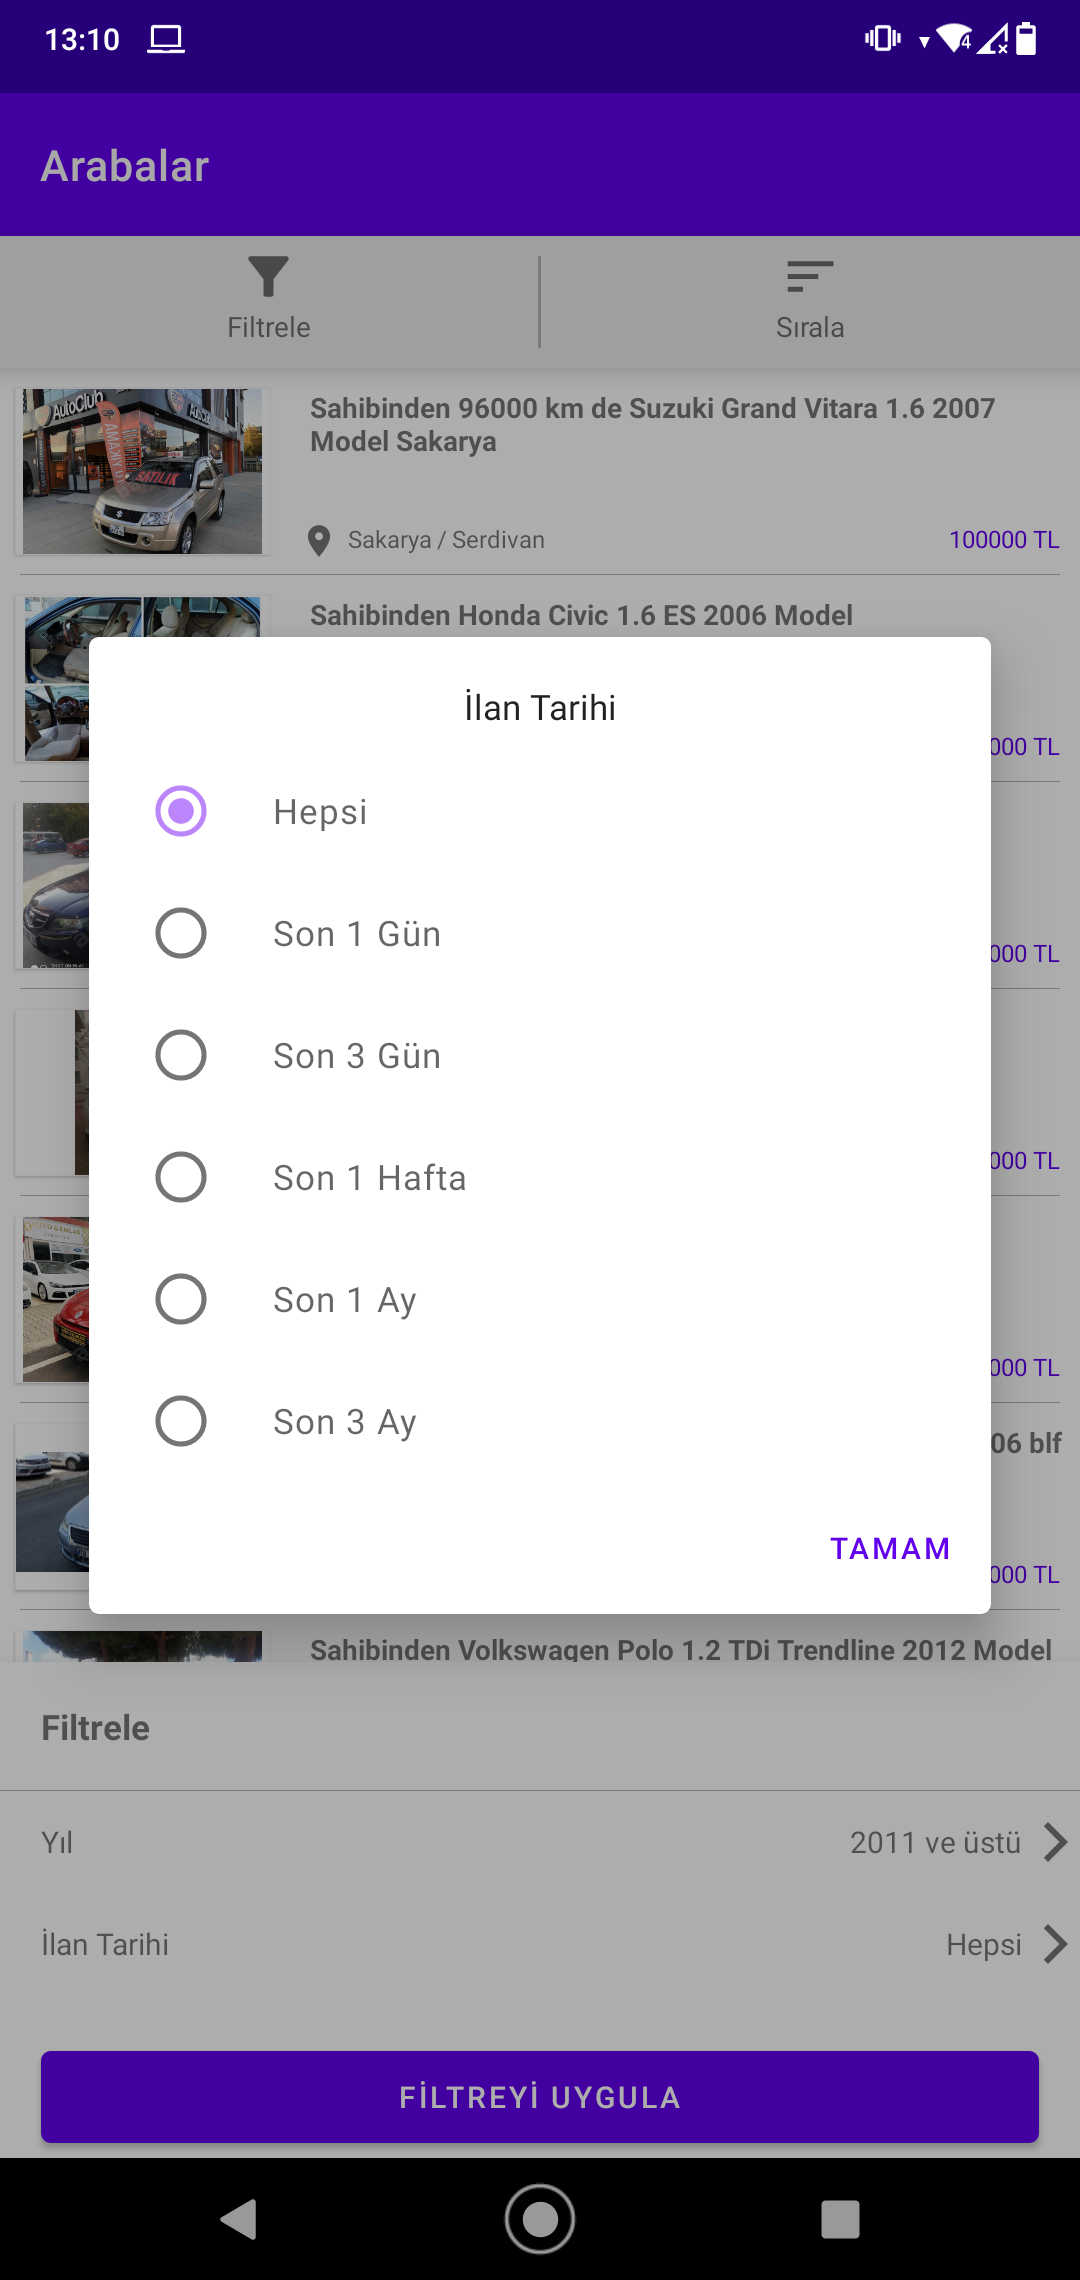 13:10
4
Arabalar
Filtrele
Sırala
AutoClub
SATILIK
Sahibinden 96000 km de Suzuki Grand Vitara 1.6 2007
Model Sakarya
Sakarya / Serdivan
100000 TL
Sahibinden Honda Civic 1.6 ES 2006 Model
000 TL
000 TL
000 TL
000 TL
06 blf
000 TL
İlan Tarihi
Hepsi
Son 1 Gün
Son 3 Gün
Son 1 Hafta
Son 1 Ay
Son 3 Ay
TAMAM
Sahibinden Volkswagen Polo 1.2 TDi Trendline 2012 Model
Filtrele
Yıl
2011 ve üstü
İlan Tarihi
Hepsi
FİLTREYİ UYGULA